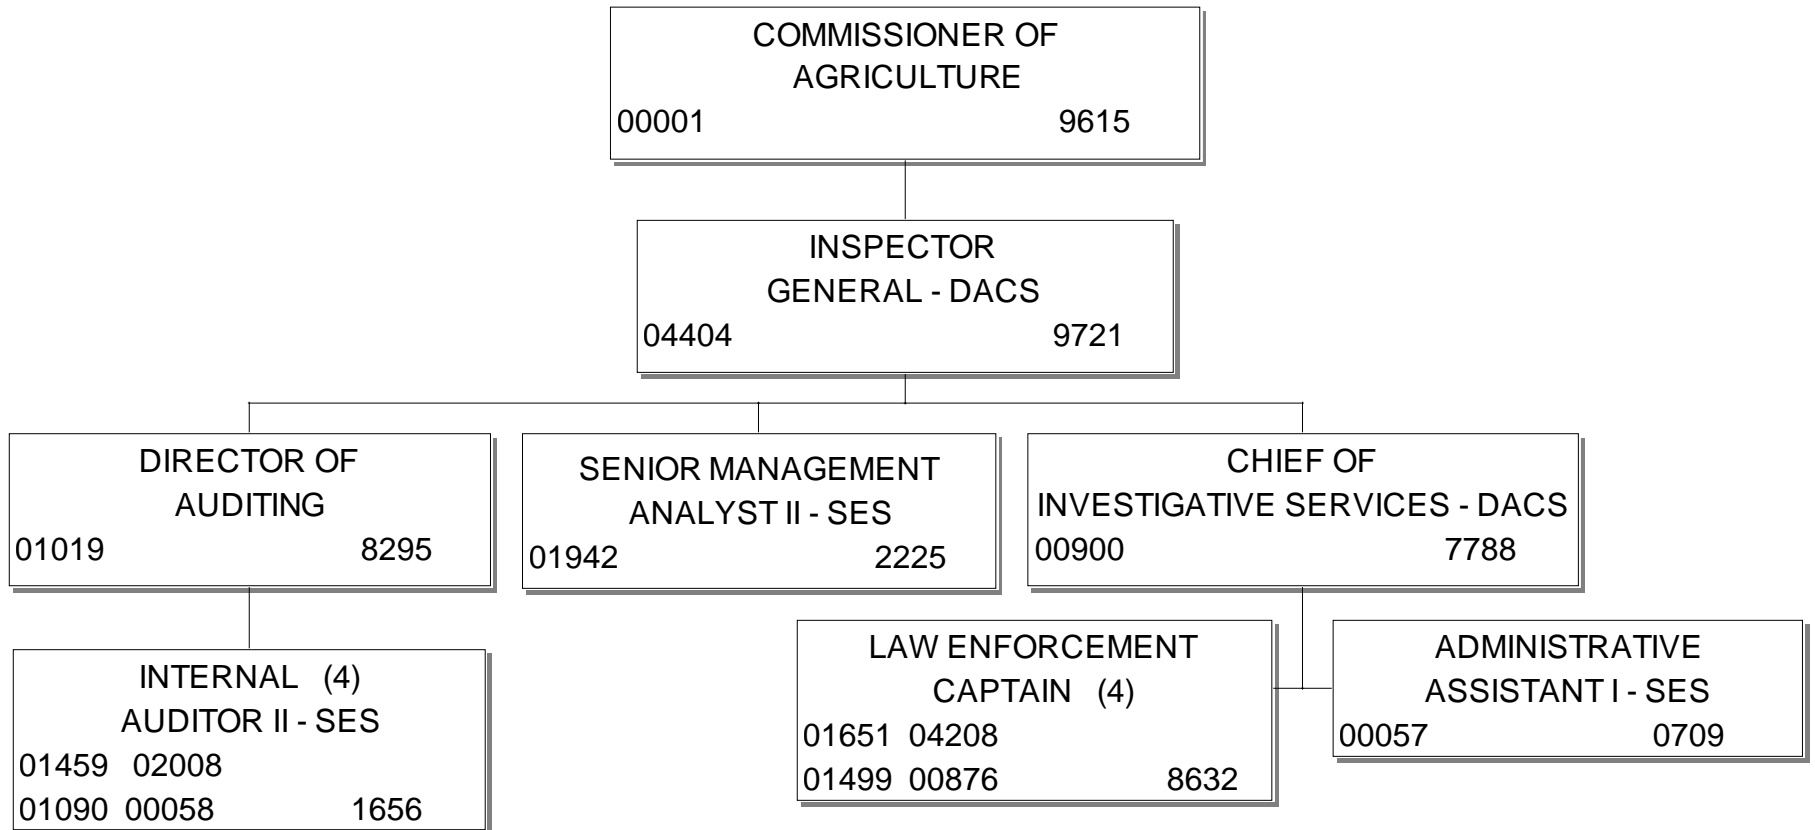 COMMISSIONER OF
AGRICULTURE
00001 9615
INSPECTOR
GENERAL - DACS
04404 9721
DIRECTOR OF
AUDITING
01019 8295
SENIOR MANAGEMENT
ANALYST II - SES
01942 2225
CHIEF OF
INVESTIGATIVE SERVICES - DACS
00900 7788
INTERNAL (4)
AUDITOR II - SES
01459 02008
01090 00058 1656
LAW ENFORCEMENT
CAPTAIN (4)
01651 04208
01499 00876 8632
ADMINISTRATIVE
ASSISTANT I - SES
00057 0709